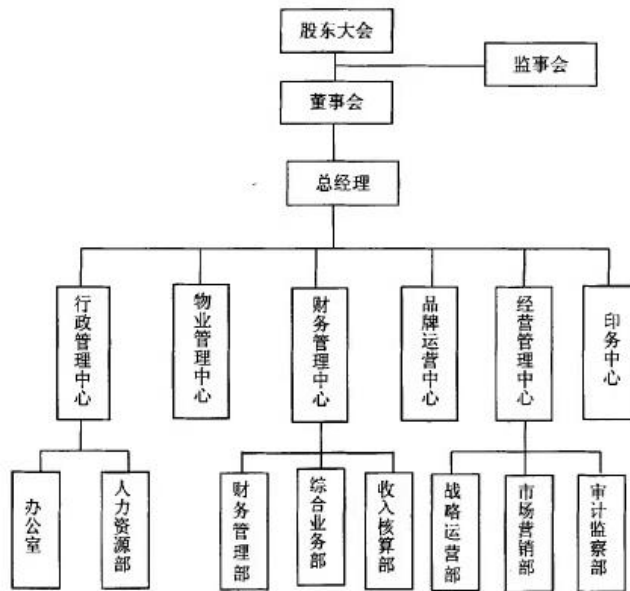 股东大会
监事会
董事会
总经理
行政管理中心
物业管理中心
财务管理中心
品牌运营中心
经营管理中心
印务中心
办公室
人力资源部
财务管理部
综合业务部
收入核算部
战略运营部
市场营销部
审计监察部